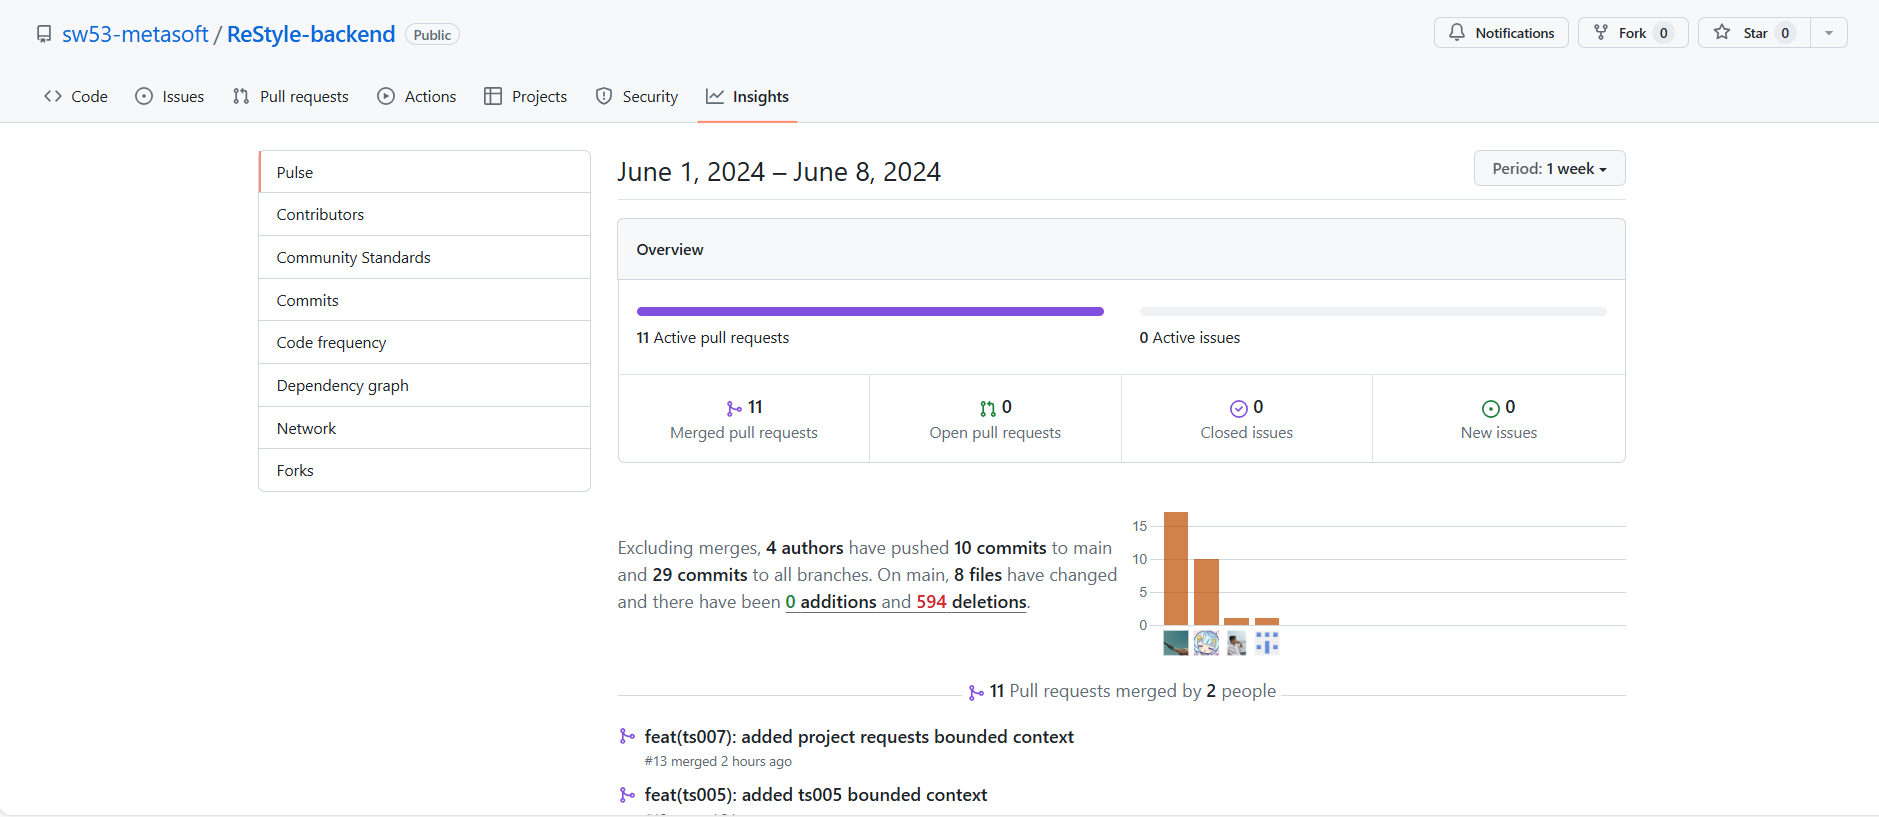 sw53-metasoft / ReStyle-backend Public
Notifications Fork 0 Star 0
Code Issues Pull requests Actions Projects Security Insights
Pulse
Contributors
Community Standards
Commits
Code frequency
Dependency graph
Network
Forks
June 1, 2024 – June 8, 2024
Period: 1 week
Overview
11 Active pull requests
0 Active issues
11
Merged pull requests
0
Open pull requests
0
Closed issues
0
New issues
Excluding merges, 4 authors have pushed 10 commits to main
and 29 commits to all branches. On main, 8 files have changed
and there have been 0 additions and 594 deletions.
15
10
5
0
11 Pull requests merged by 2 people
feat(ts007): added project requests bounded context
#13 merged 2 hours ago
feat(ts005): added ts005 bounded context